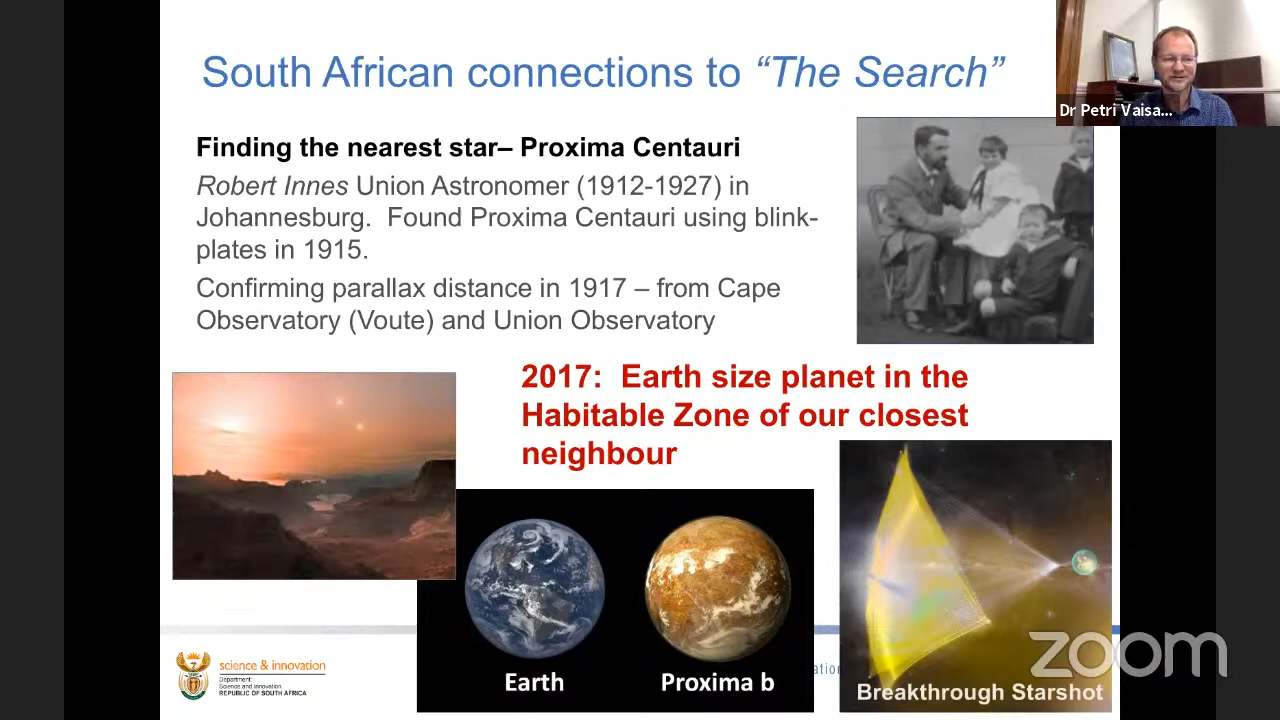 South African connections to “The Search”
Dr Petri Vaisa...
Finding the nearest star– Proxima Centauri
Robert Innes Union Astronomer (1912-1927) in
Johannesburg.  Found Proxima Centauri using blink-
plates in 1915.
Confirming parallax distance in 1917 – from Cape
Observatory (Voute) and Union Observatory
2017:  Earth size planet in the
Habitable Zone of our closest
neighbour
Earth
Proxima b
Breakthrough Starshot
zoom
science & innovation
Department:
Science and Innovation
REPUBLIC OF SOUTH AFRICA